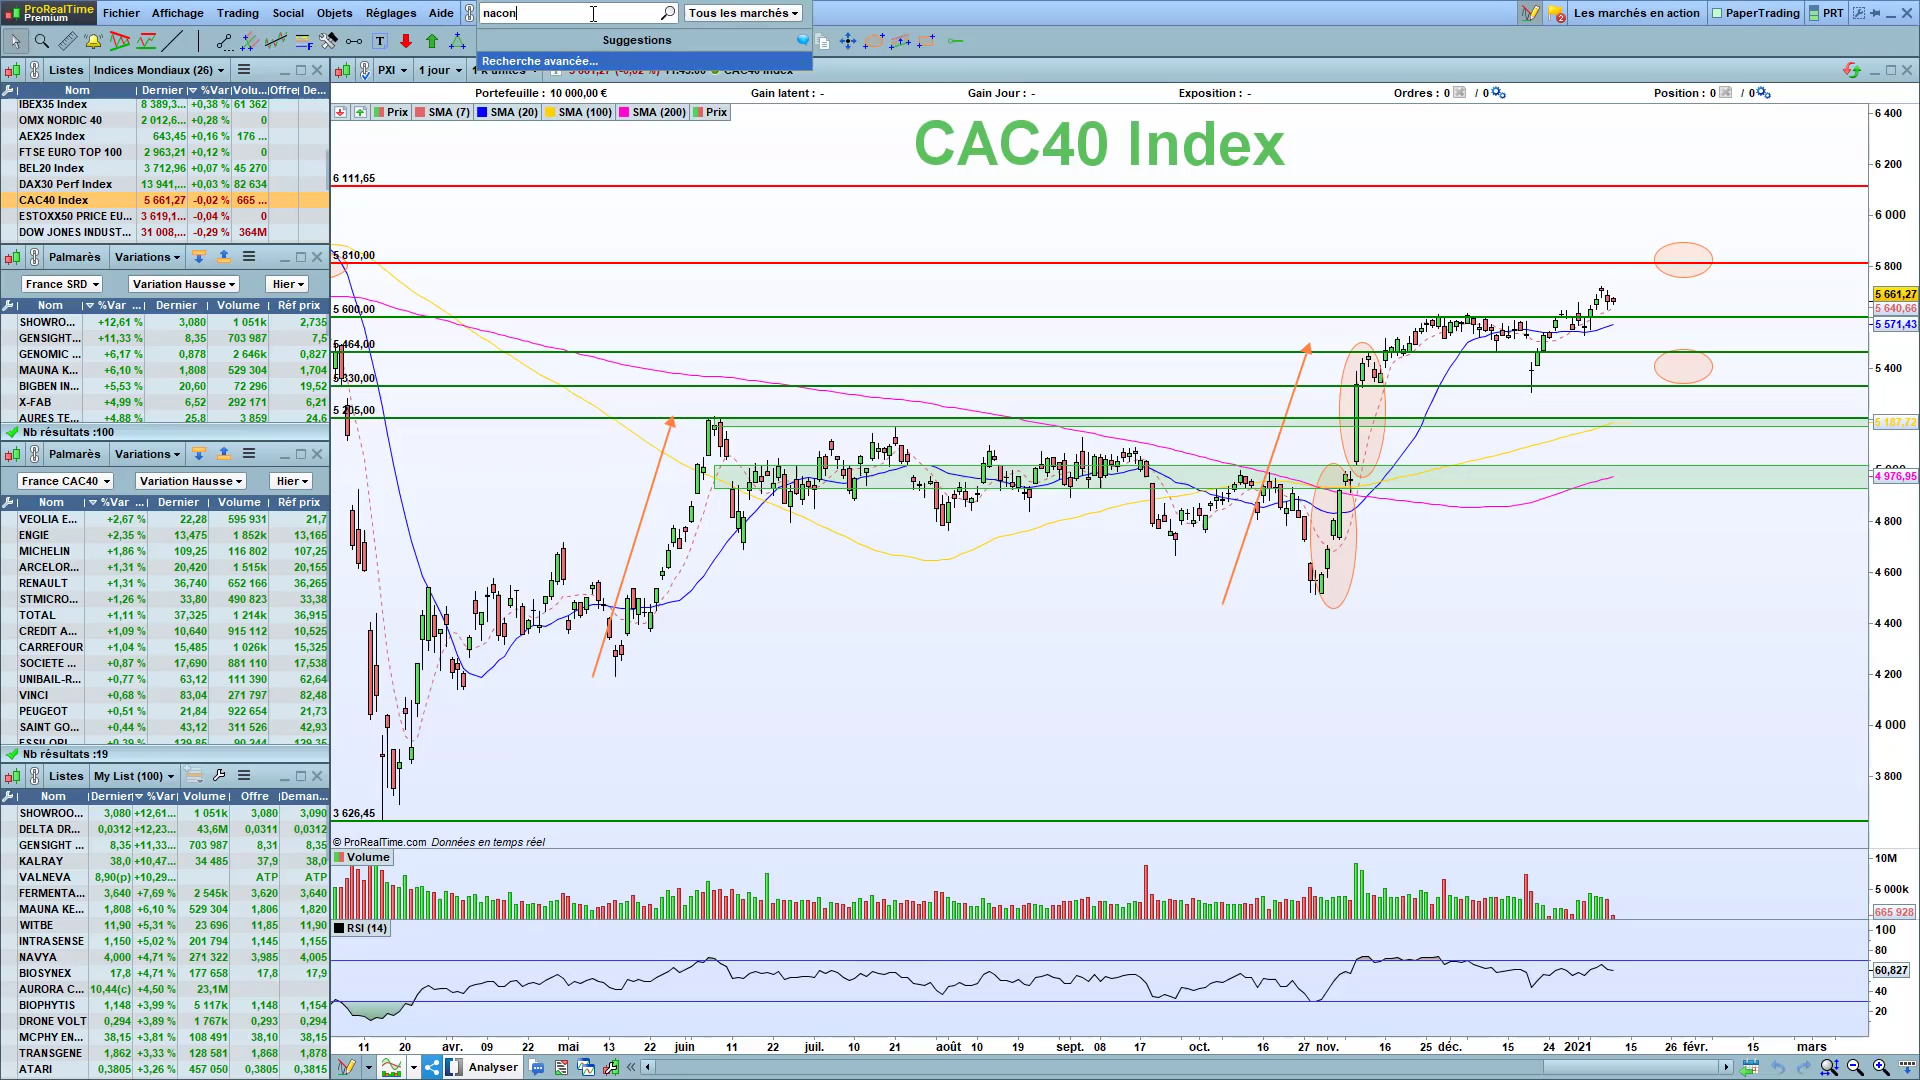 ProRealTime Premium
Fichier Affichage Trading Social Objets Réglages Aide
nacon
Tous les marchés
Les marchés en action PaperTrading PRT
Suggestions
Recherche avancée...
Listes Indices Mondiaux (26)
PXI 1 jour
Nom Dernier %Var Volu... Offre De...
IBEX35 Index 8 389,3... +0,38 % 61 362
OMX NORDIC 40 2 012,6... +0,28 % 0
AEX25 Index 643,45 +0,16 % 176 ...
FTSE EURO TOP 100 2 963,21 +0,12 % 0
BEL20 Index 3 712,96 +0,07 % 45 270
DAX30 Perf Index 13 941,... +0,03 % 82 634
CAC40 Index 5 661,27 -0,02 % 665 ...
ESTOXX50 PRICE EU... 3 619,1... -0,04 % 0
DOW JONES INDUST... 31 008,... -0,29 % 364M
Palmarès Variations
France SRD Variation Hausse Hier
Nom %Var ... Dernier Volume Réf prix
SHOWRO... +12,61 % 3,080 1 051k 2,735
GENSIGHT... +11,33 % 8,35 703 987 7,5
GENOMIC ... +6,17 % 0,878 2 646k 0,827
MAUNA K... +6,10 % 1,808 529 304 1,704
BIGBEN IN... +5,53 % 20,60 72 296 19,52
X-FAB +4,99 % 6,52 292 171 6,21
AURES TE... +4,88 % 25,8 3 859 24,6
Nb résultats :100
Palmarès Variations
France CAC40 Variation Hausse Hier
Nom %Var ... Dernier Volume Réf prix
VEOLIA E... +2,67 % 22,28 595 931 21,7
ENGIE +2,35 % 13,475 1 852k 13,165
MICHELIN +1,86 % 109,25 116 802 107,25
ARCELOR... +1,31 % 20,420 1 515k 20,155
RENAULT +1,31 % 36,740 652 166 36,265
STMICRO... +1,26 % 33,80 490 823 33,38
TOTAL +1,11 % 37,325 1 214k 36,915
CREDIT A... +1,09 % 10,640 915 112 10,525
CARREFOUR +1,04 % 15,485 1 026k 15,325
SOCIETE ... +0,87 % 17,690 881 110 17,538
UNIBAIL-R... +0,77 % 63,12 111 390 62,64
VINCI +0,68 % 83,04 271 797 82,48
PEUGEOT +0,51 % 21,84 922 654 21,73
SAINT GO... +0,44 % 43,12 311 526 42,93
ESSILORL... +0,39 % 129,85 90 244 129,35
Nb résultats :19
Listes My List (100)
Nom Dernier %Var Volume Offre Deman...
SHOWROO... 3,080 +12,61... 1 051k 3,080 3,090
DELTA DR... 0,0312 +12,23... 43,6M 0,0311 0,0312
GENSIGHT ... 8,35 +11,33... 703 987 8,31 8,35
KALRAY 38,0 +10,47... 34 485 37,9 38,0
VALNEVA 8,90(p) +10,29... ATP ATP
FERMENTA... 3,640 +7,69 % 2 545k 3,620 3,640
MAUNA KE... 1,808 +6,10 % 529 304 1,806 1,820
WITBE 11,90 +5,31 % 23 696 11,85 11,90
INTRASENSE 1,150 +5,02 % 201 794 1,145 1,155
NAVYA 4,000 +4,71 % 271 322 3,985 4,005
BIOSYNEX 17,8 +4,71 % 177 658 17,8 17,9
AURORA C... 10,44(c) +4,50 % 23,1M
BIOPHYTIS 1,148 +3,99 % 5 117k 1,148 1,154
DRONE VOLT 0,294 +3,89 % 1 767k 0,293 0,294
MCPHY EN... 38,15 +3,81 % 108 491 38,10 38,15
TRANSGENE 1,862 +3,33 % 128 581 1,868 1,878
ATARI 0,3805 +3,26 % 457 050 0,3805 0,3815
Portefeuille : 10 000,00 € Gain latent : - Gain Jour : - Exposition : - Ordres : 0 / 0 Position : 0 / 0
Prix SMA (7) SMA (20) SMA (100) SMA (200) Prix
CAC40 Index
6 111,65
5 810,00
5 600,00
5 464,00
5 330,00
5 205,00
3 626,45
6 400
6 200
6 000
5 800
5 661,27
5 640,66
5 571,43
5 400
5 187,72
4 976,95
4 800
4 600
4 400
4 200
4 000
3 800
© ProRealTime.com Données en temps réel
Volume
10M
5 000k
665 928
RSI (14)
100
80
60,827
40
20
11 20 avr. 09 22 mai 13 22 juin 11 22 juil. 10 21 août 10 19 sept. 08 17 oct. 16 27 nov. 16 25 déc. 15 24 2021 15 26 févr. 15 mars
Analyser